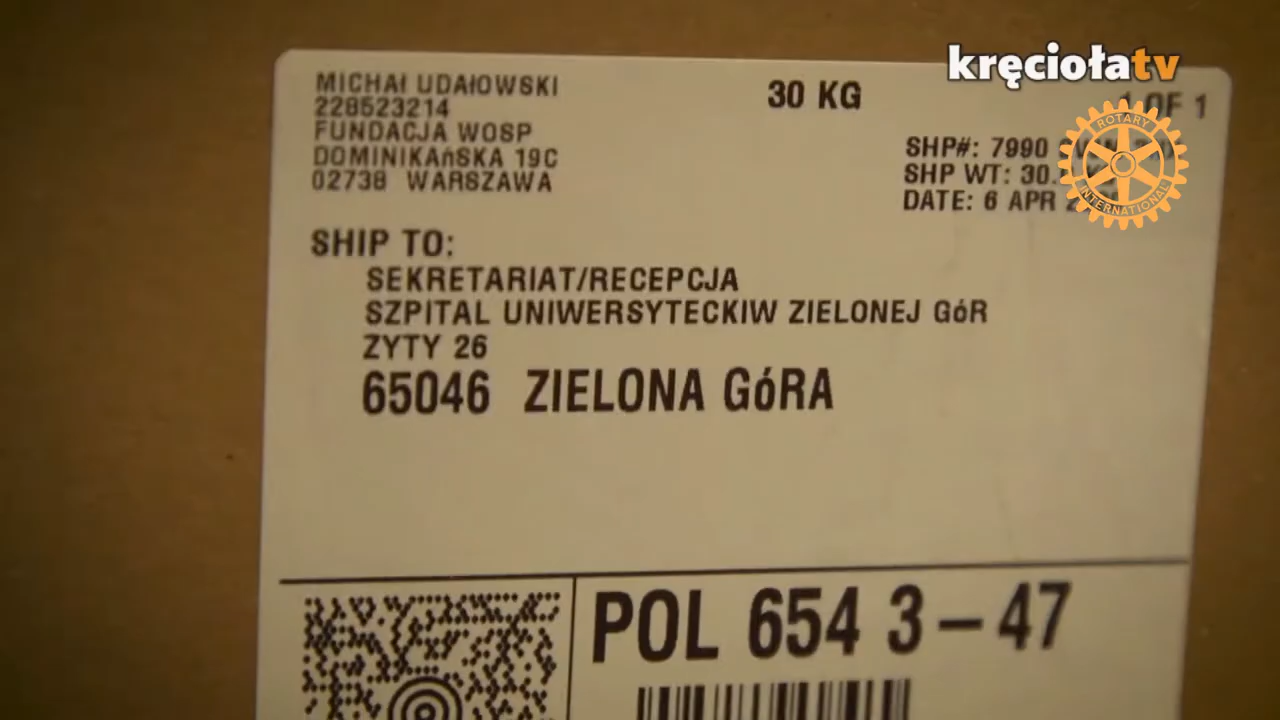 kręciołatv
MICHAł UDAłOWSKI
228523214
FUNDACJA WOSP
DOMINIKAńSKA 19C
02738 WARSZAWA
30 KG
1 OF 1
SHP#: 7990
SHP WT: 30.
DATE: 6 APR
ROTARY
INTERNATIONAL
SHIP TO:
SEKRETARIAT/RECEPCJA
SZPITAL UNIWERSYTECKIW ZIELONEJ GóR
ZYTY 26
65046 ZIELONA GóRA
POL 654 3-47